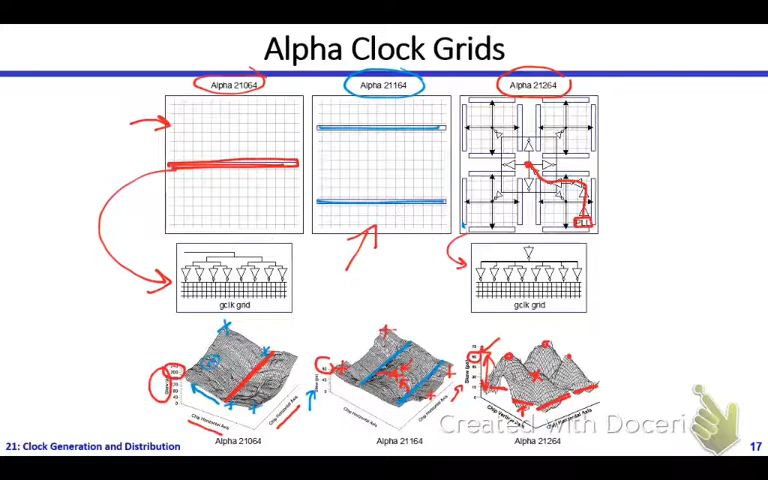 Alpha Clock Grids
Alpha 21064
Alpha 21164
Alpha 21264
PLL
gclk grid
gclk grid
Alpha 21064
Alpha 21164
Alpha 21264
Created with Doceri
21: Clock Generation and Distribution
17